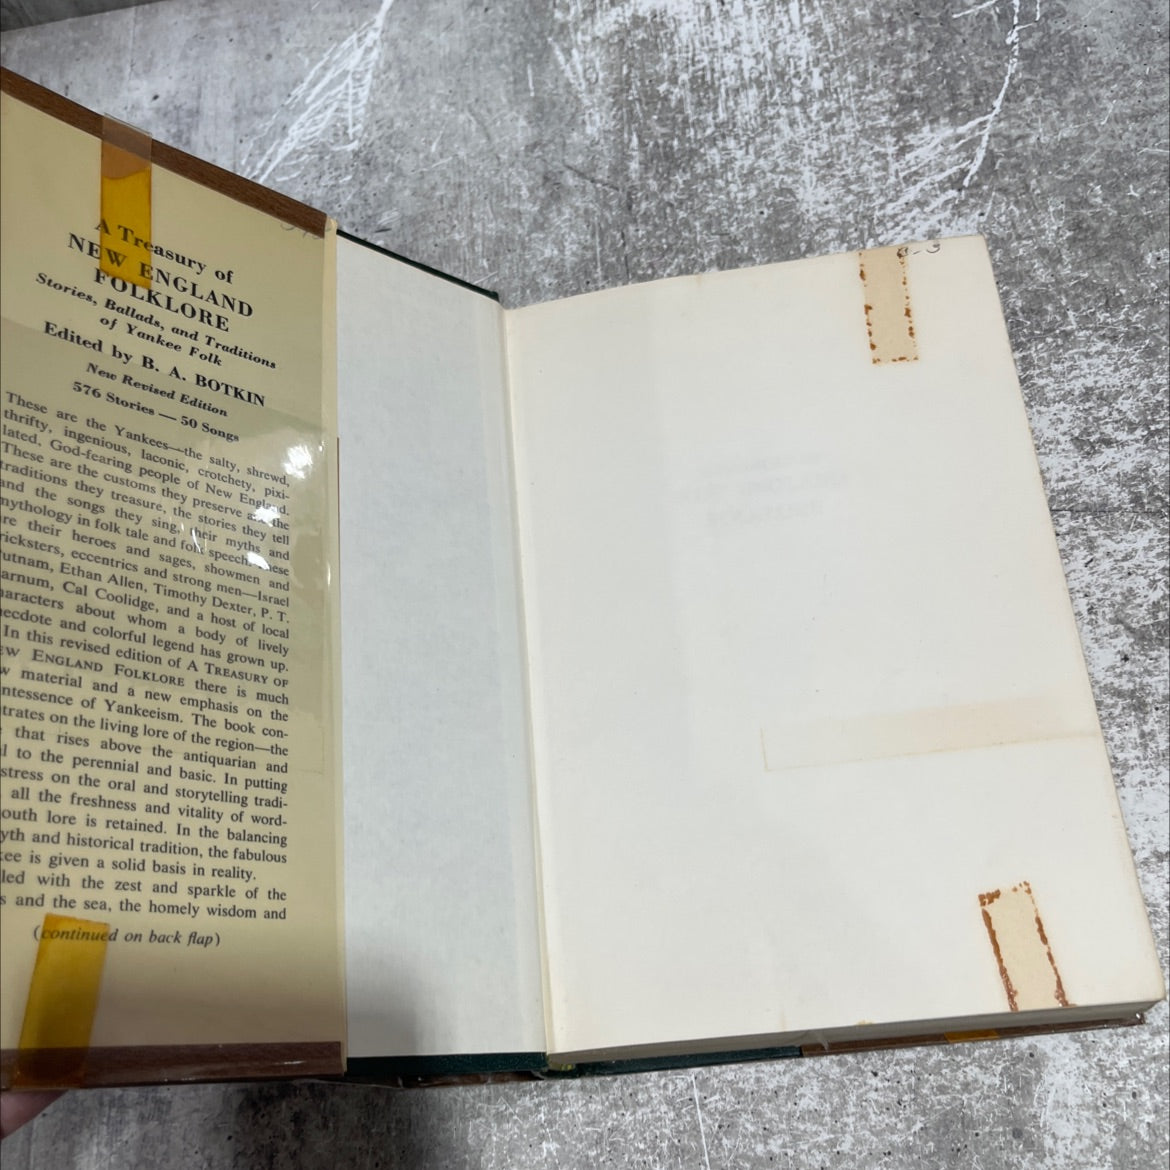 A Treasury of
NEW ENGLAND
FOLKLORE
Stories, Ballads, and Traditions
of Yankee Folk
Edited by B. A. BOTKIN
New Revised Edition
576 Stories — 50 Songs
These are the Yankees—the salty, shrewd,
thrifty, ingenious, laconic, crotchety, pixi-
lated, God-fearing people of New England.
These are the customs they preserve and the
traditions they treasure, the stories they tell
and the songs they sing, their myths and
mythology in folk tale and folk speech. These
are their heroes and sages, showmen and
tricksters, eccentrics and strong men—Israel
Putnam, Ethan Allen, Timothy Dexter, P. T.
Barnum, Cal Coolidge, and a host of local
characters about whom a body of lively
anecdote and colorful legend has grown up.
In this revised edition of A TREASURY OF
NEW ENGLAND FOLKLORE there is much
material and a new emphasis on the
of Yankeeism. The book con-
on the living lore of the region—the
that rises above the antiquarian and
to the perennial and basic. In putting
stress on the oral and storytelling tradi-
all the freshness and vitality of word-
lore is retained. In the balancing
and historical tradition, the fabulous
is given a solid basis in reality.
with the zest and sparkle of the
and the sea, the homely wisdom and
(continued on back flap)